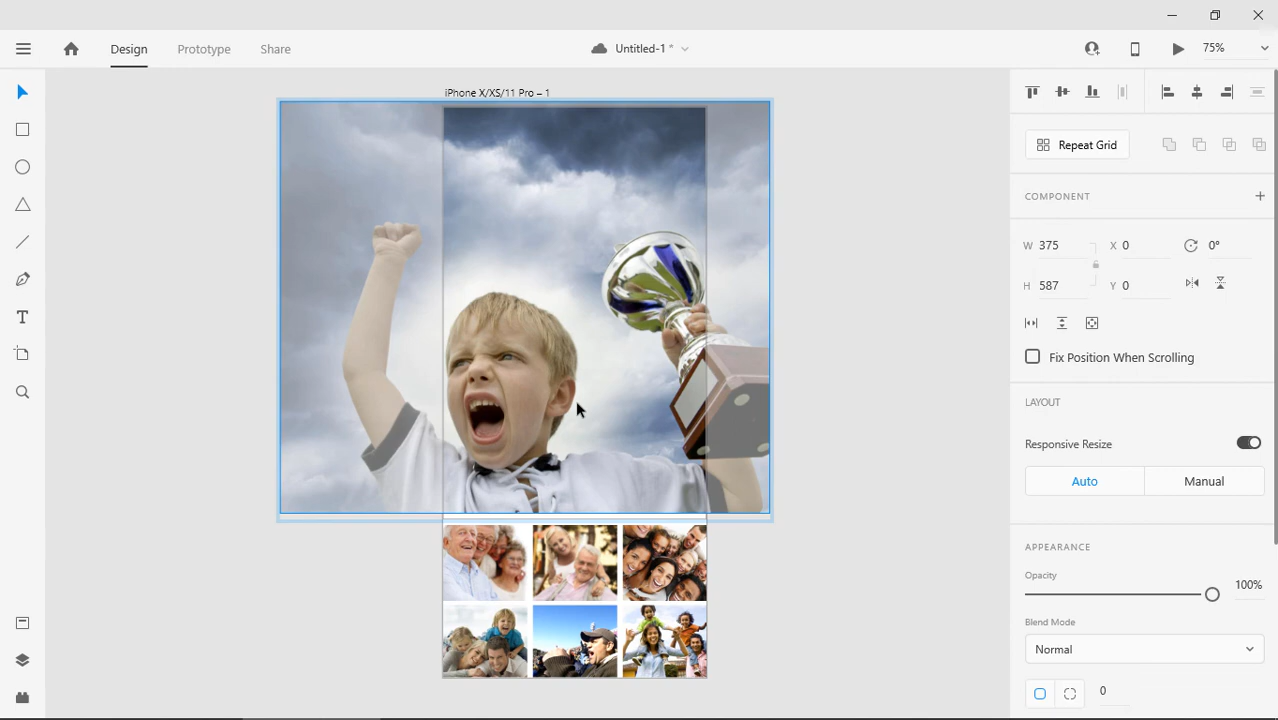 Design
Prototype
Share
Untitled-1 *
75%
iPhone X/XS/11 Pro – 1
Repeat Grid
COMPONENT
W 375
X 0
0°
H 587
Y 0
Fix Position When Scrolling
LAYOUT
Responsive Resize
Auto
Manual
APPEARANCE
Opacity
100%
Blend Mode
Normal
0